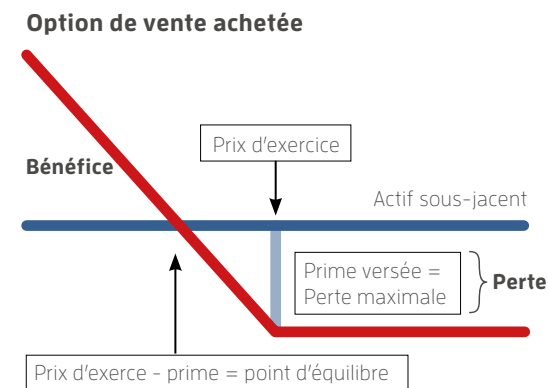 Option de vente achetée
Prix d'exercice
Bénéfice
Actif sous-jacent
Prime versée =
Perte maximale
Perte
Prix d'exerce - prime = point d'équilibre